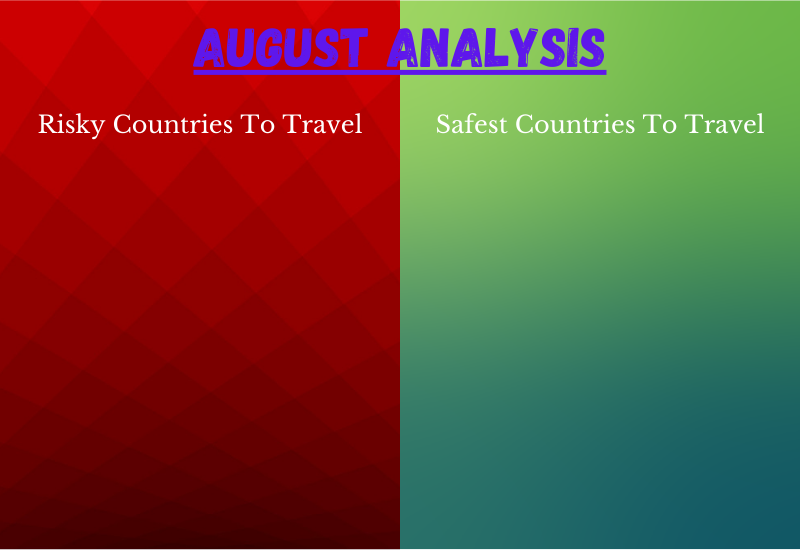 AUGUST ANALYSIS
Risky Countries To Travel
Safest Countries To Travel